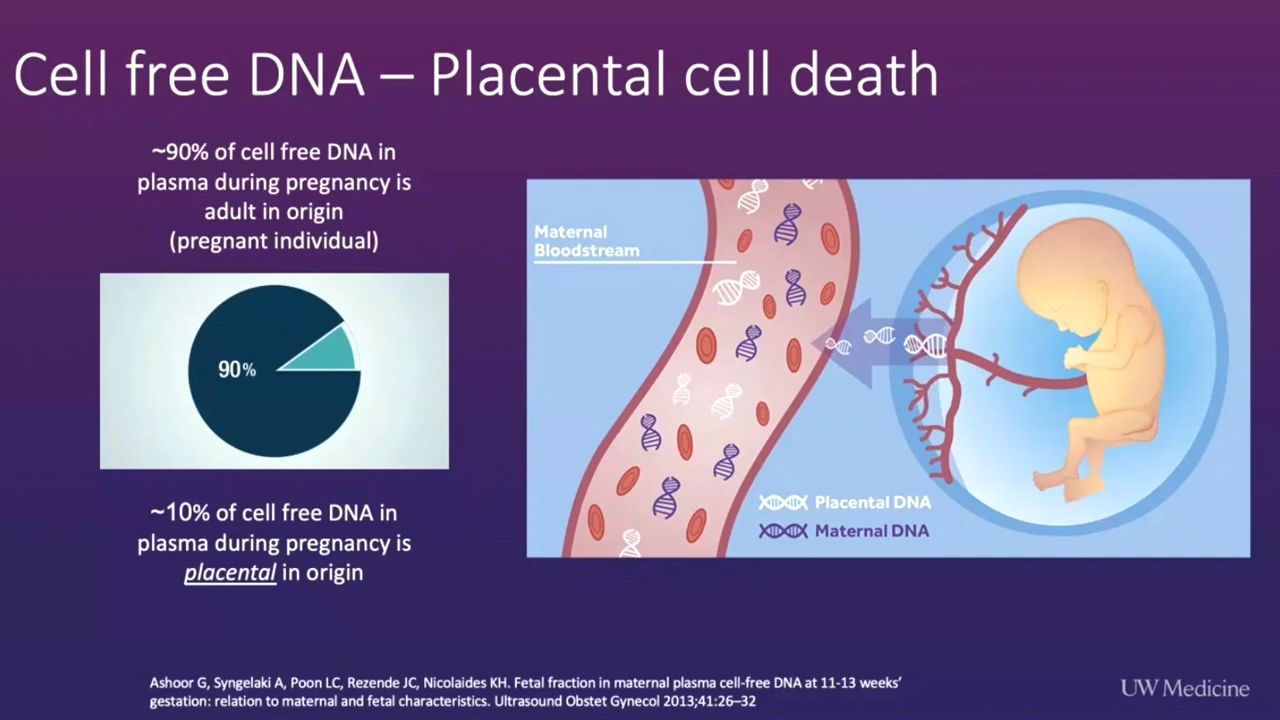 Cell free DNA – Placental cell death
~90% of cell free DNA in
plasma during pregnancy is
adult in origin
(pregnant individual)
90%
~10% of cell free DNA in
plasma during pregnancy is
placental in origin
Maternal
Bloodstream
Placental DNA
Maternal DNA
Ashoor G, Syngelaki A, Poon LC, Rezende JC, Nicolaides KH. Fetal fraction in maternal plasma cell-free DNA at 11-13 weeks’
gestation: relation to maternal and fetal characteristics. Ultrasound Obstet Gynecol 2013;41:26–32
UW Medicine